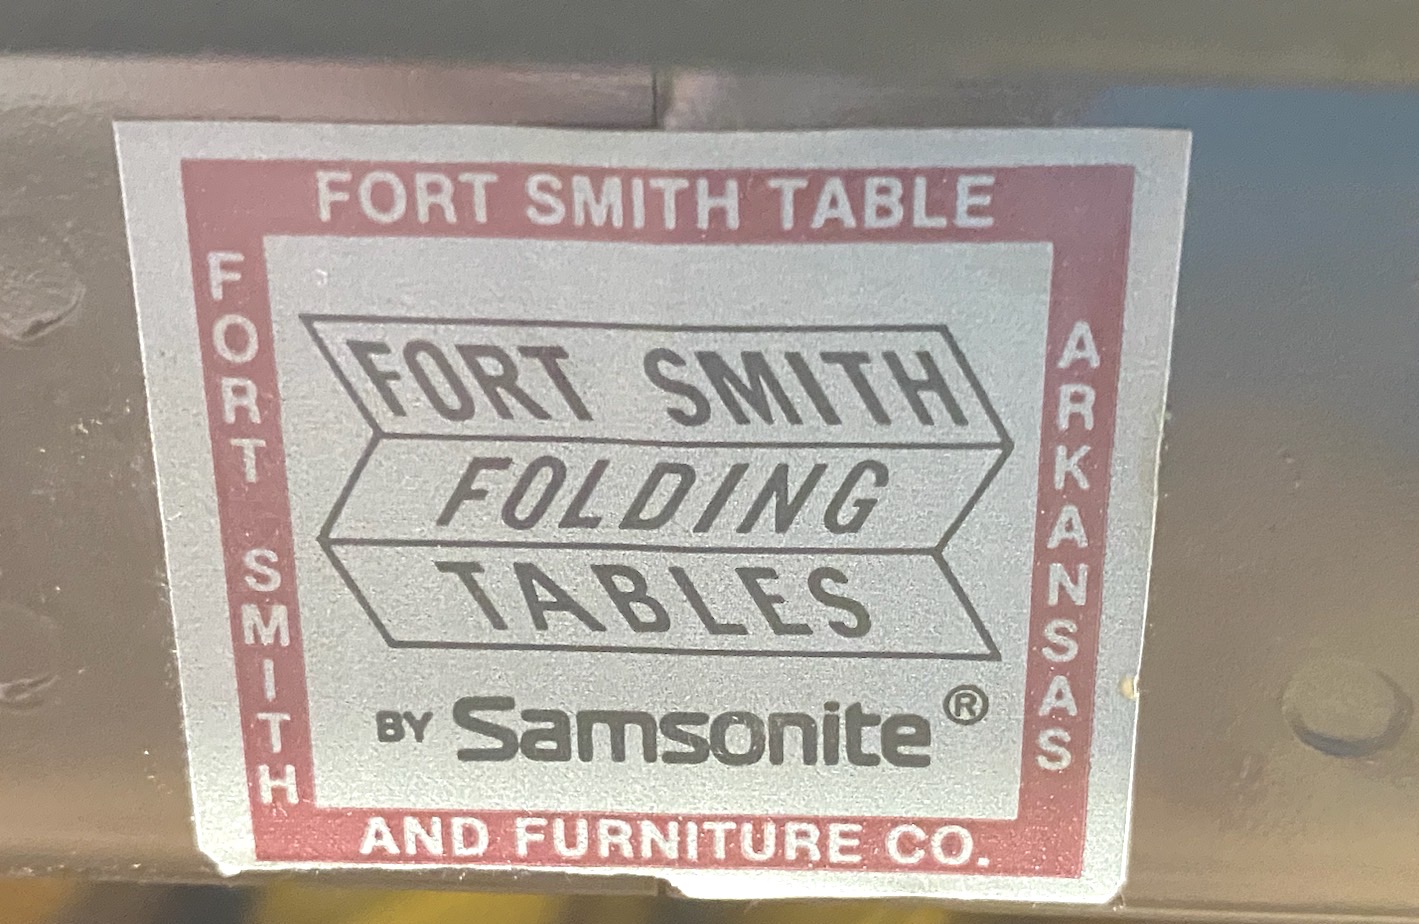 FORT SMITH TABLE
FORT SMITH
FORT SMITH
FOLDING
TABLES
BY Samsonite®
ARKANSAS
AND FURNITURE CO.